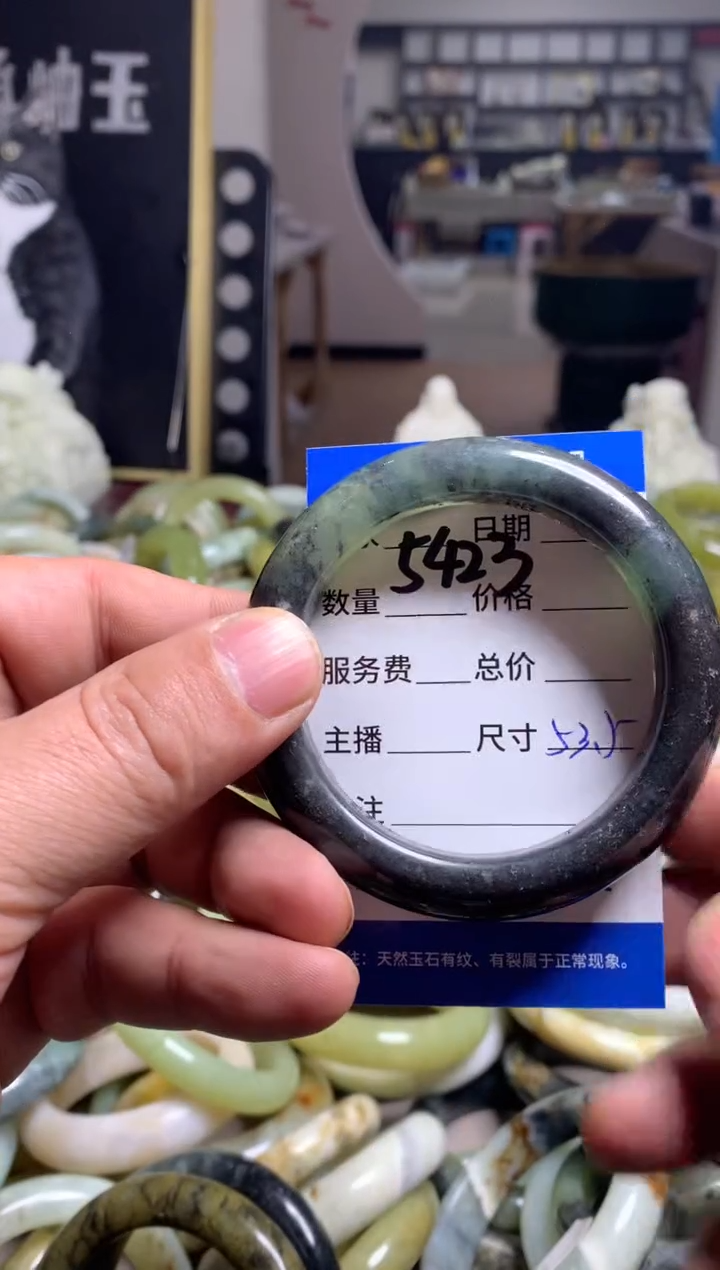 岫玉
日期
5423
数量 价格
服务费 总价
主播 尺寸 53.5
注
注：天然玉石有纹、有裂属于正常现象。